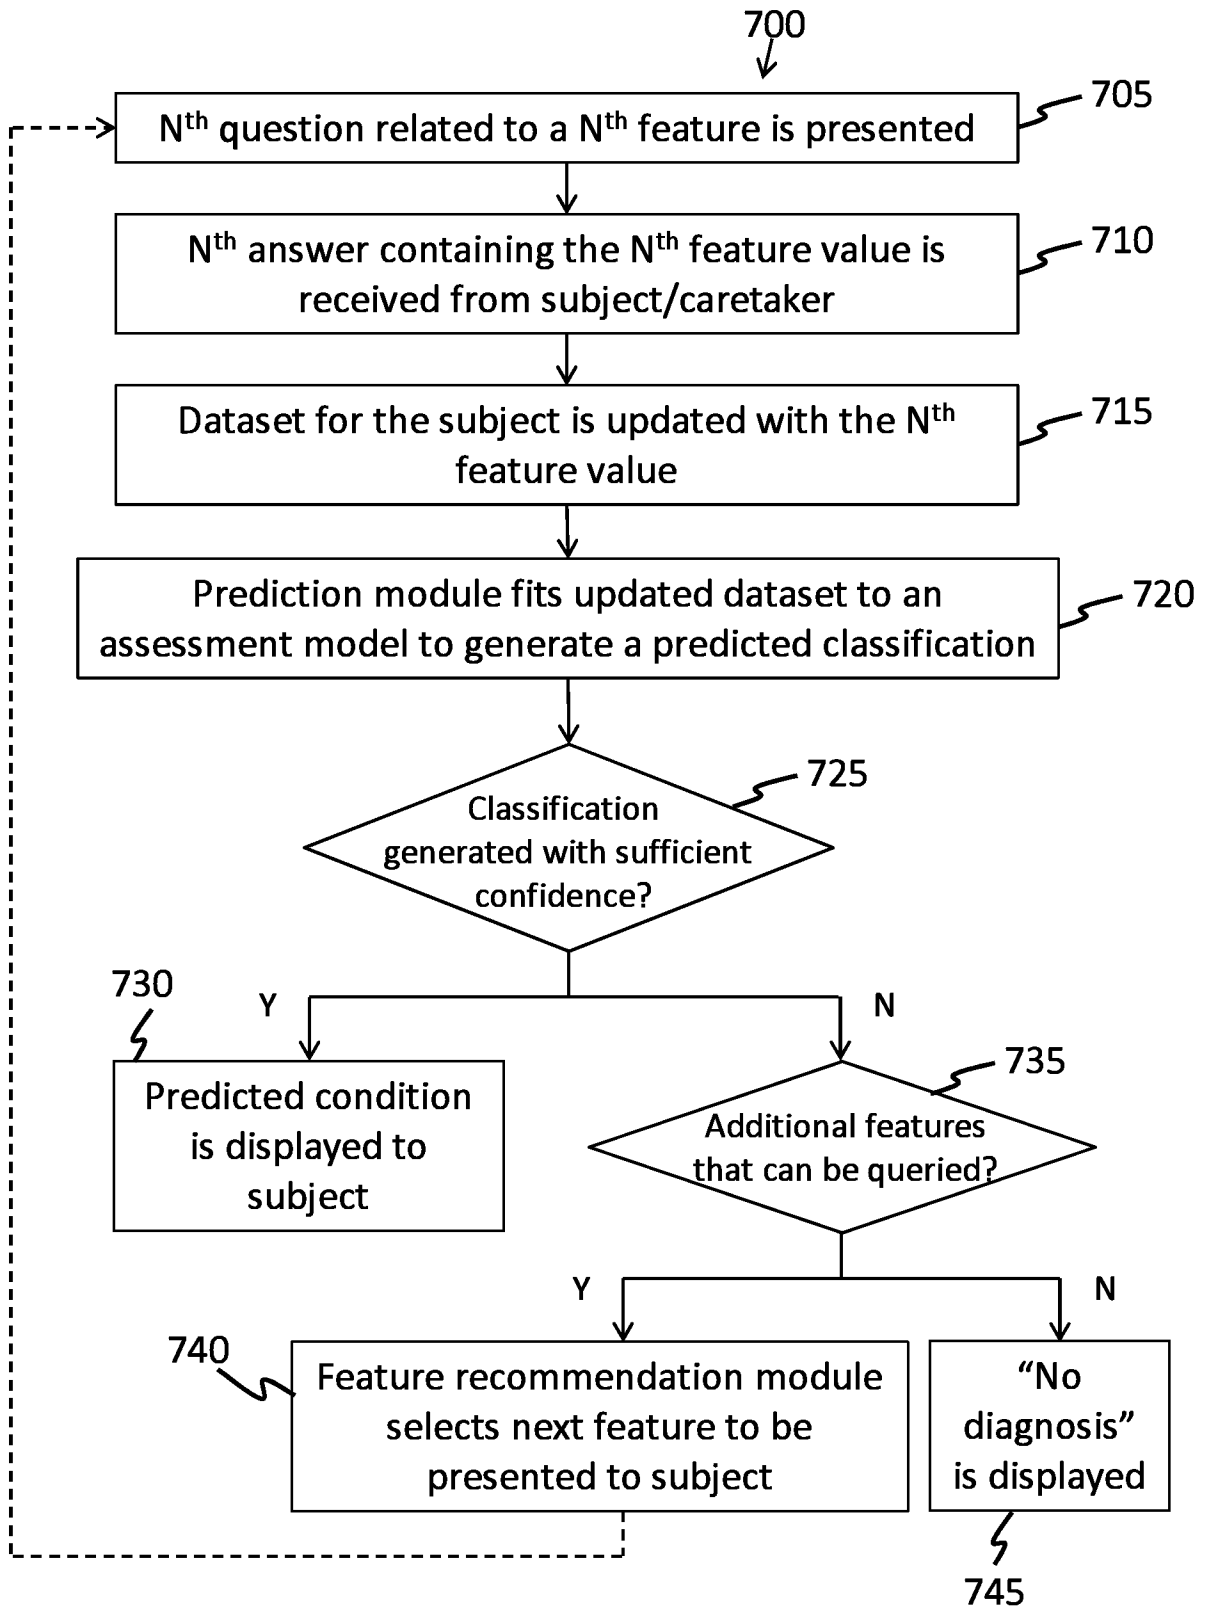 700
705
Nth question related to a Nth feature is presented
710
Nth answer containing the Nth feature value is
received from subject/caretaker
715
Dataset for the subject is updated with the Nth
feature value
720
Prediction module fits updated dataset to an
assessment model to generate a predicted classification
725
Classification
generated with sufficient
confidence?
730
Y
N
735
Predicted condition
is displayed to
subject
Additional features
that can be queried?
Y
N
740
Feature recommendation module
selects next feature to be
presented to subject
“No
diagnosis”
is displayed
745